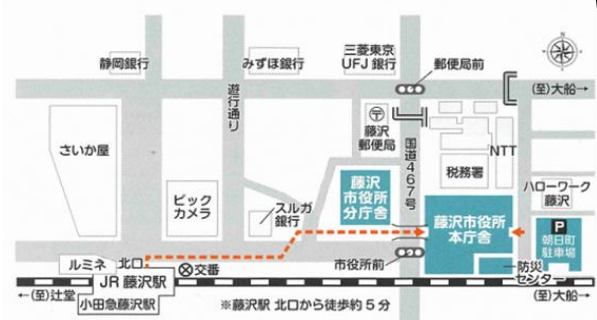 静岡銀行
みずほ銀行
三菱東京
UFJ 銀行
郵便局前
(至)大船
遊行通り
〒
藤沢
郵便局
国道467号
NTT
税務署
さいか屋
ビック
カメラ
スルガ
銀行
藤沢
市役所
分庁舎
ハローワーク
藤沢
藤沢市役所
本庁舎
P
朝日町
駐車場
市役所前
防災
センター
ルミネ
北口
交番
JR 藤沢駅
(至)辻堂
小田急藤沢駅
※藤沢駅 北口から徒歩約5分
(至)大船